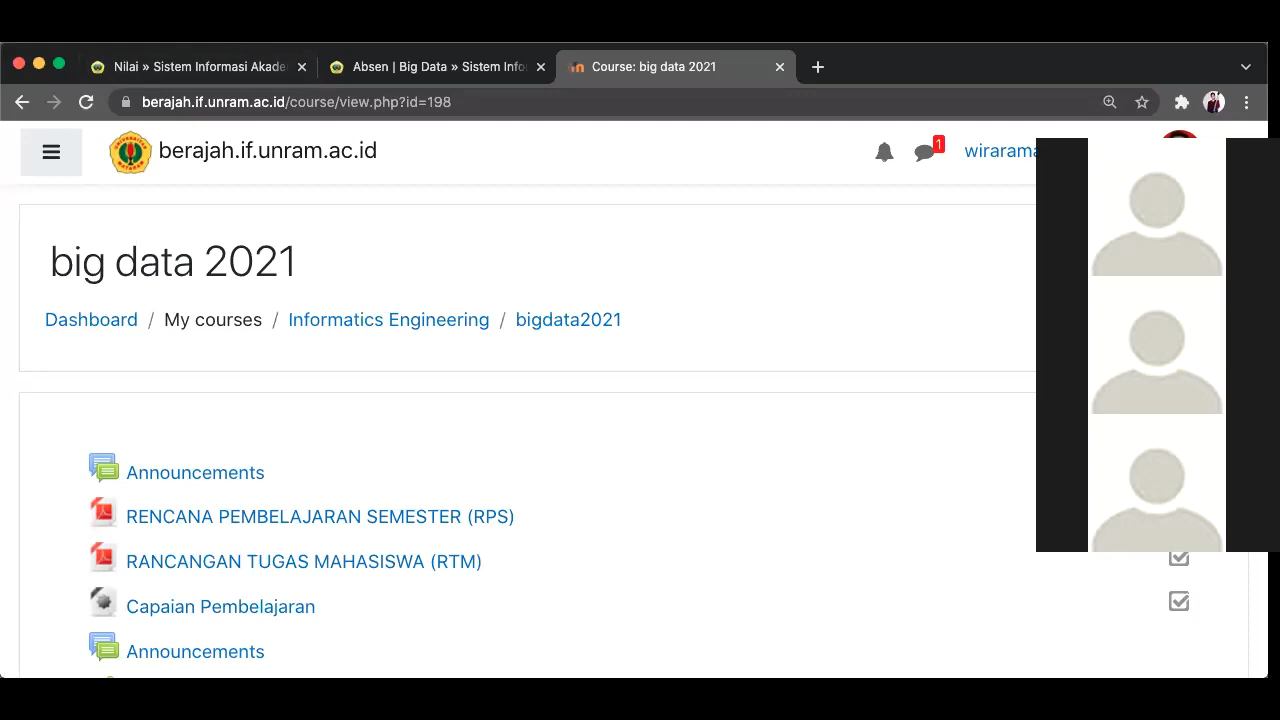 Nilai » Sistem Informasi Akade
Absen | Big Data » Sistem Info
Course: big data 2021
berajah.if.unram.ac.id/course/view.php?id=198
berajah.if.unram.ac.id
1
wirarama
big data 2021
Dashboard / My courses / Informatics Engineering / bigdata2021
Announcements
RENCANA PEMBELAJARAN SEMESTER (RPS)
RANCANGAN TUGAS MAHASISWA (RTM)
Capaian Pembelajaran
Announcements